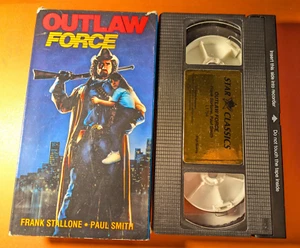 OUTLAW
FORCE
FRANK STALLONE • PAUL SMITH
STAR CLASSICS
OUTLAW FORCE
Insert this side into recorder
Do not touch the tape inside